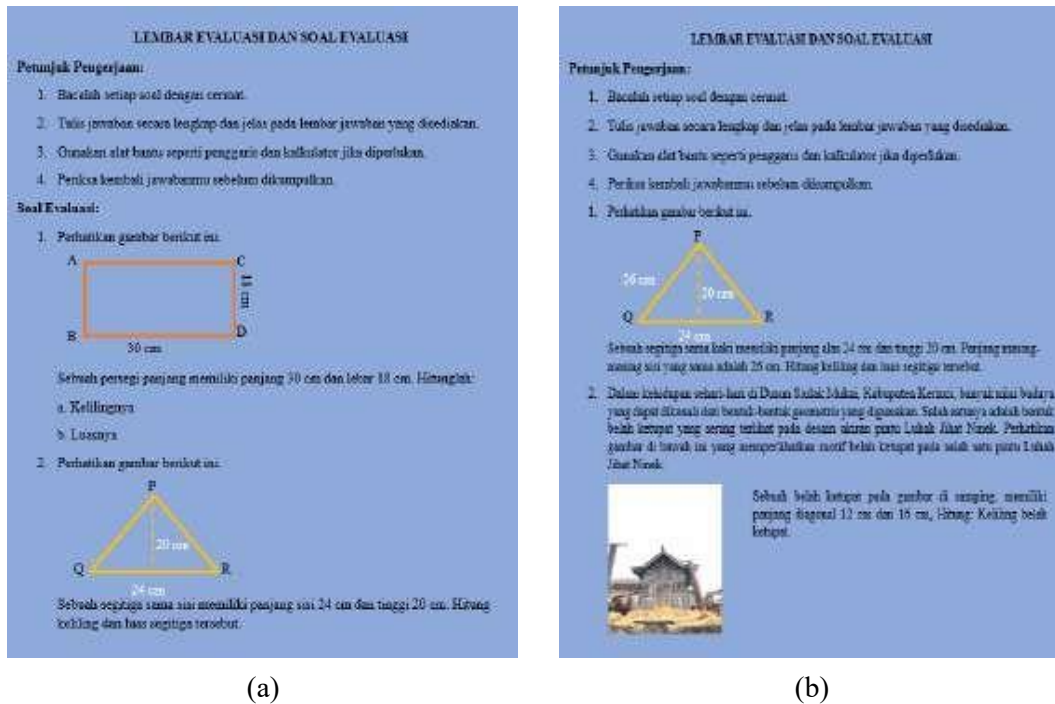 LEMBAR EVALUASI DAN SOAL EVALUASI
Petunjuk Pengerjaan:
1. Bacalah setiap soal dengan cermat.
2. Tulis jawaban secara lengkap dan jelas pada lembar jawaban yang disediakan.
3. Gunakan alat bantu seperti penggaris dan kalkulator jika diperlukan.
4. Periksa kembali jawabanmu sebelum dikumpulkan.
Soal Evaluasi:
1. Perhatikan gambar berikut ini.
A
C
18 cm
B
D
30 cm
Sebuah persegi panjang memiliki panjang 30 cm dan lebar 18 cm. Hitunglah:
a. Kelilingnya
b. Luasnya
2. Perhatikan gambar berikut ini.
P
20 cm
Q
R
24 cm
Sebuah segitiga sama sisi memiliki panjang sisi 24 cm dan tinggi 20 cm. Hitung
keliling dan luas segitiga tersebut.
(a)
LEMBAR EVALUASI DAN SOAL EVALUASI
Petunjuk Pengerjaan:
1. Bacalah setiap soal dengan cermat.
2. Tulis jawaban secara lengkap dan jelas pada lembar jawaban yang disediakan.
3. Gunakan alat bantu seperti penggaris dan kalkulator jika diperlukan.
4. Periksa kembali jawabanmu sebelum dikumpulkan.
1. Perhatikan gambar berikut ini.
P
26 cm
20 cm
Q
R
24 cm
Sebuah segitiga sama kaki memiliki panjang alas 24 cm dan tinggi 20 cm. Panjang masing-
masing sisi yang sama adalah 26 cm. Hitung keliling dan luas segitiga tersebut.
2. Dalam kehidupan sehari-hari di Dusun Mukai, Kabupaten Kerinci, banyak nilai budaya
yang dapat dikenali dari bentuk-bentuk geometris yang digunakan. Salah satunya adalah bentuk
belah ketupat yang sering terlihat pada desain ukiran pintu Luhak Jihat Ninek. Perhatikan
gambar di bawah ini yang memperlihatkan motif belah ketupat pada salah satu pintu Luhak
Jihat Ninek.
Sebuah belah ketupat pada gambar di samping, memiliki
panjang diagonal 12 cm dan 16 cm, Hitung: Keliling belah
ketupat.
(b)